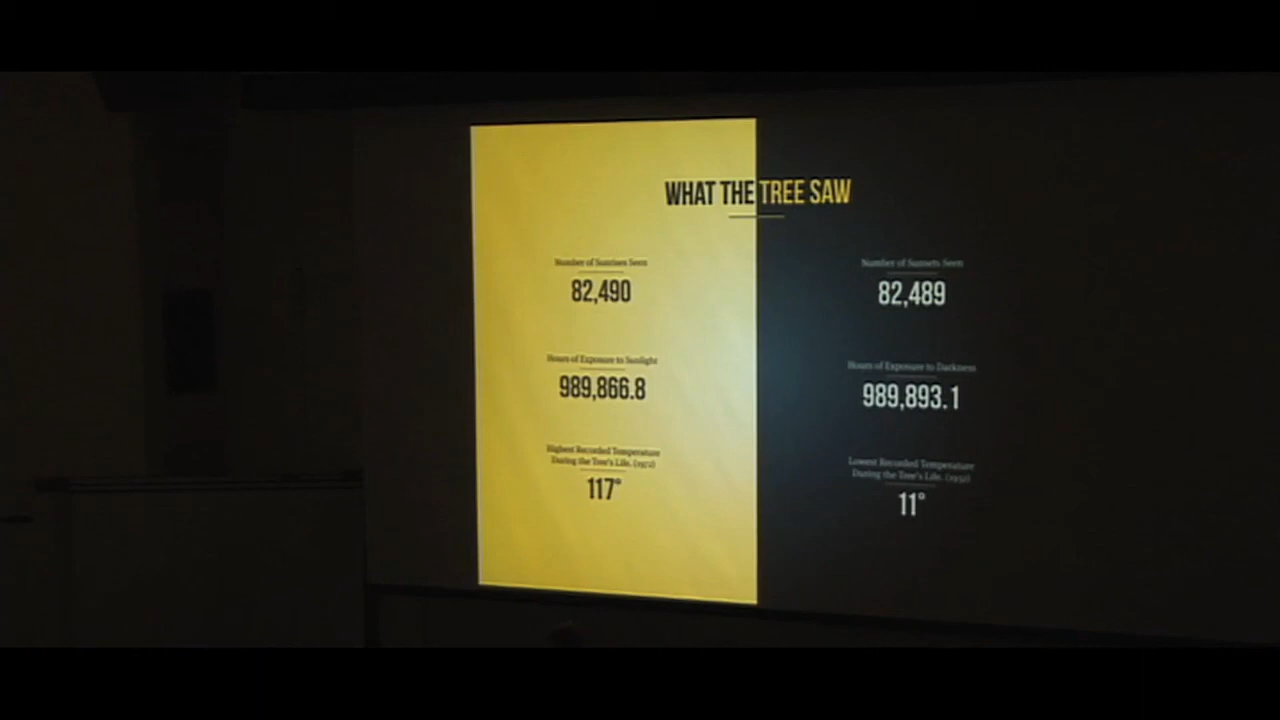 WHAT THE TREE SAW
Number of Sunrises Seen
82,490
Hours of Exposure to Sunlight
989,866.8
Highest Recorded Temperature
During the Tree's Life. (1972)
117°
Number of Sunsets Seen
82,489
Hours of Exposure to Darkness
989,893.1
Lowest Recorded Temperature
During the Tree's Life.
11°